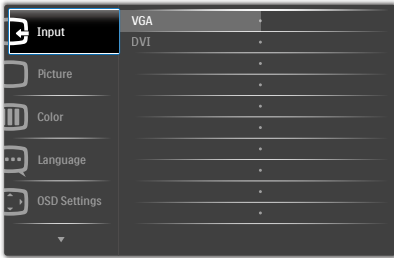 Input
VGA
DVI
Picture
Color
Language
OSD Settings